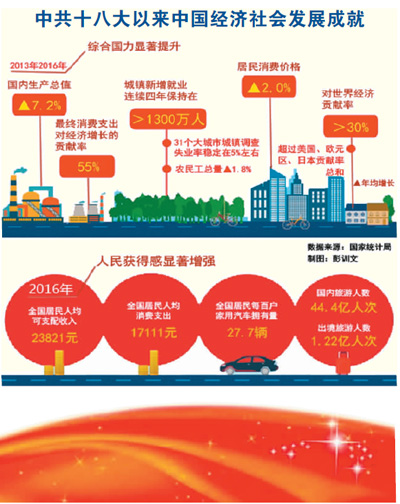 中共十八大以来中国经济社会发展成就
综合国力显著提升
2013年2016年
国内生产总值
▲7.2%
最终消费支出
对经济增长的
贡献率
55%
城镇新增就业
连续四年保持在
>1300万人
31个大城市城镇调查
失业率稳定在5%左右
农民工总量▲1.8%
居民消费价格
▲2.0%
对世界经济
贡献率
>30%
超过美国、欧元
区、日本贡献率
总和
▲年均增长
数据来源：国家统计局
制图：彭训文
人民获得感显著增强
2016年
全国居民人均
可支配收入
23821元
全国居民人均
消费支出
17111元
全国居民每百户
家用汽车拥有量
27.7辆
国内旅游人数
44.4亿人次
出境旅游人数
1.22亿人次